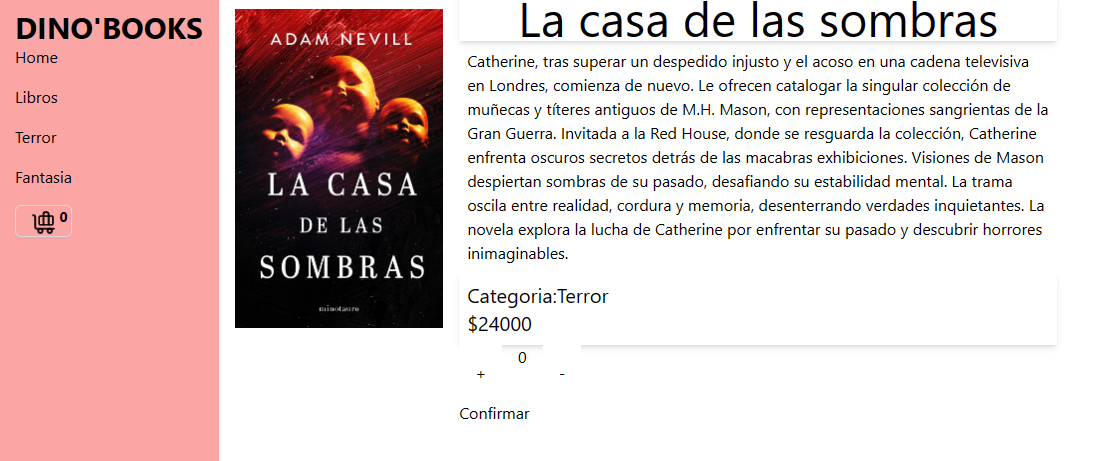 DINO'BOOKS
Home
Libros
Terror
Fantasia
0
ADAM NEVILL
LA CASA
DE LAS
SOMBRAS
minotauro
La casa de las sombras
Catherine, tras superar un despedido injusto y el acoso en una cadena televisiva
en Londres, comienza de nuevo. Le ofrecen catalogar la singular colección de
muñecas y títeres antiguos de M.H. Mason, con representaciones sangrientas de la
Gran Guerra. Invitada a la Red House, donde se resguarda la colección, Catherine
enfrenta oscuros secretos detrás de las macabras exhibiciones. Visiones de Mason
despiertan sombras de su pasado, desafiando su estabilidad mental. La trama
oscila entre realidad, cordura y memoria, desenterrando verdades inquietantes. La
novela explora la lucha de Catherine por enfrentar su pasado y descubrir horrores
inimaginables.
Categoria:Terror
$24000
0
+ -
Confirmar